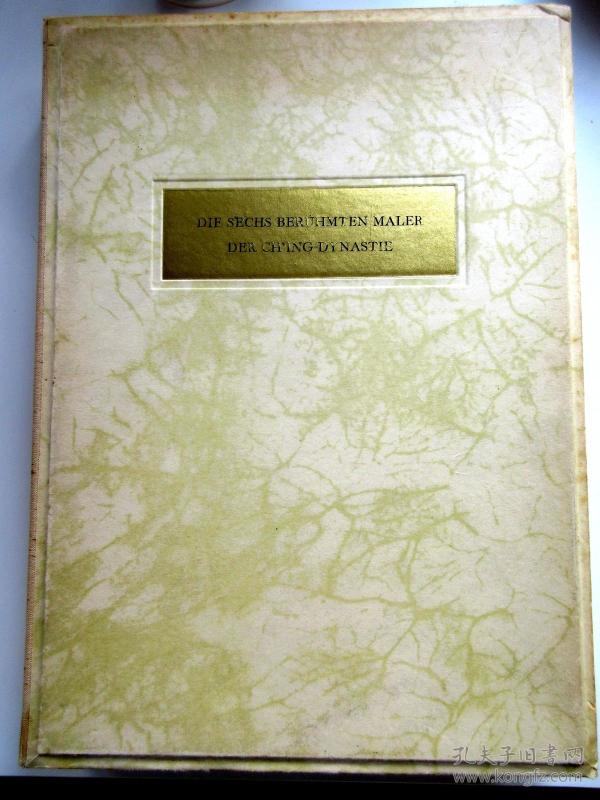 DIE SECHS BERÜHMTEN MALER
DER CH'ING-DYNASTIE
孔夫子旧书网
www.kongfz.com